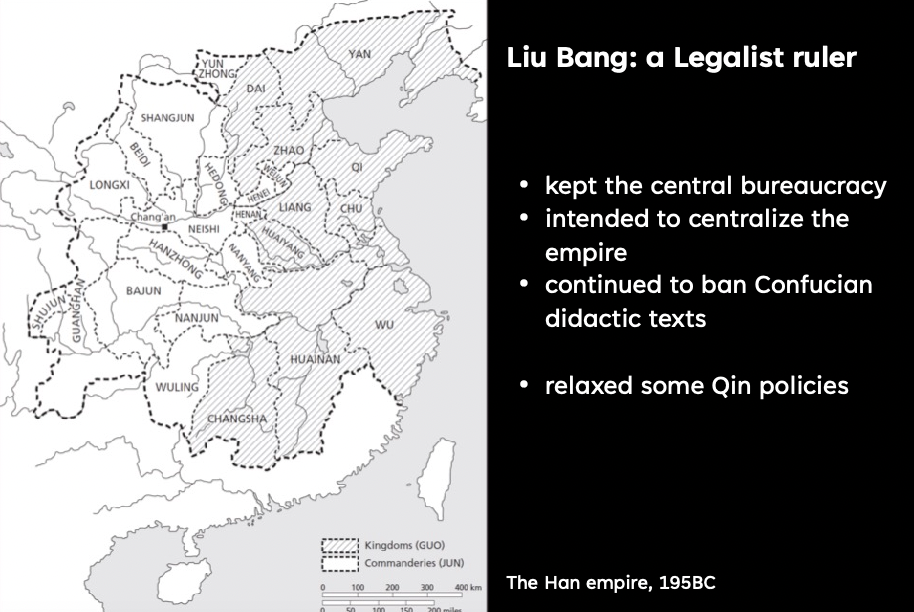 YAN
YUN
ZHONG
DAI
SHANGJUN
BEIDI
ZHAO
QI
HEDONG
WEIJUN
LONGXI
HENEI
LIANG
CHU
Chang'an
HENAN
NEISHI
HUAIYANG
HANZHONG
NANYANG
BAJUN
SHUJUN
GUANGHAN
NANJUN
WU
HUAINAN
WULING
CHANGSHA
Kingdoms (GUO)
Commanderies (JUN)
0 100 200 300 400 km
0 50 100 150 200 miles
Liu Bang: a Legalist ruler
• kept the central bureaucracy
• intended to centralize the
empire
• continued to ban Confucian
didactic texts
• relaxed some Qin policies
The Han empire, 195BC